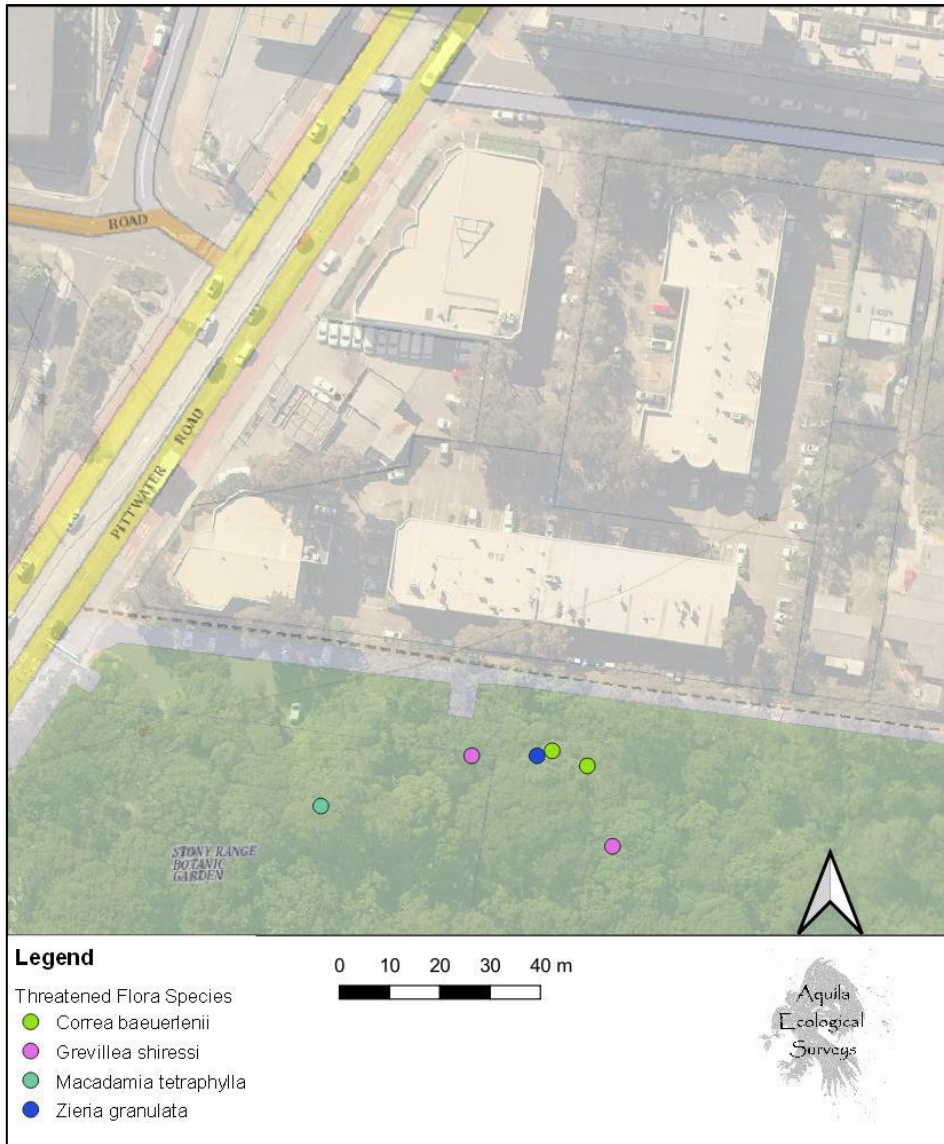 ROAD
PITTWATER ROAD
STONY RANGE
BOTANIC
GARDEN
Legend
Threatened Flora Species
Correa baeuerlenii
Grevillea shiressi
Macadamia tetraphylla
Zieria granulata
0 10 20 30 40 m
Aquila
Ecological
Surveys